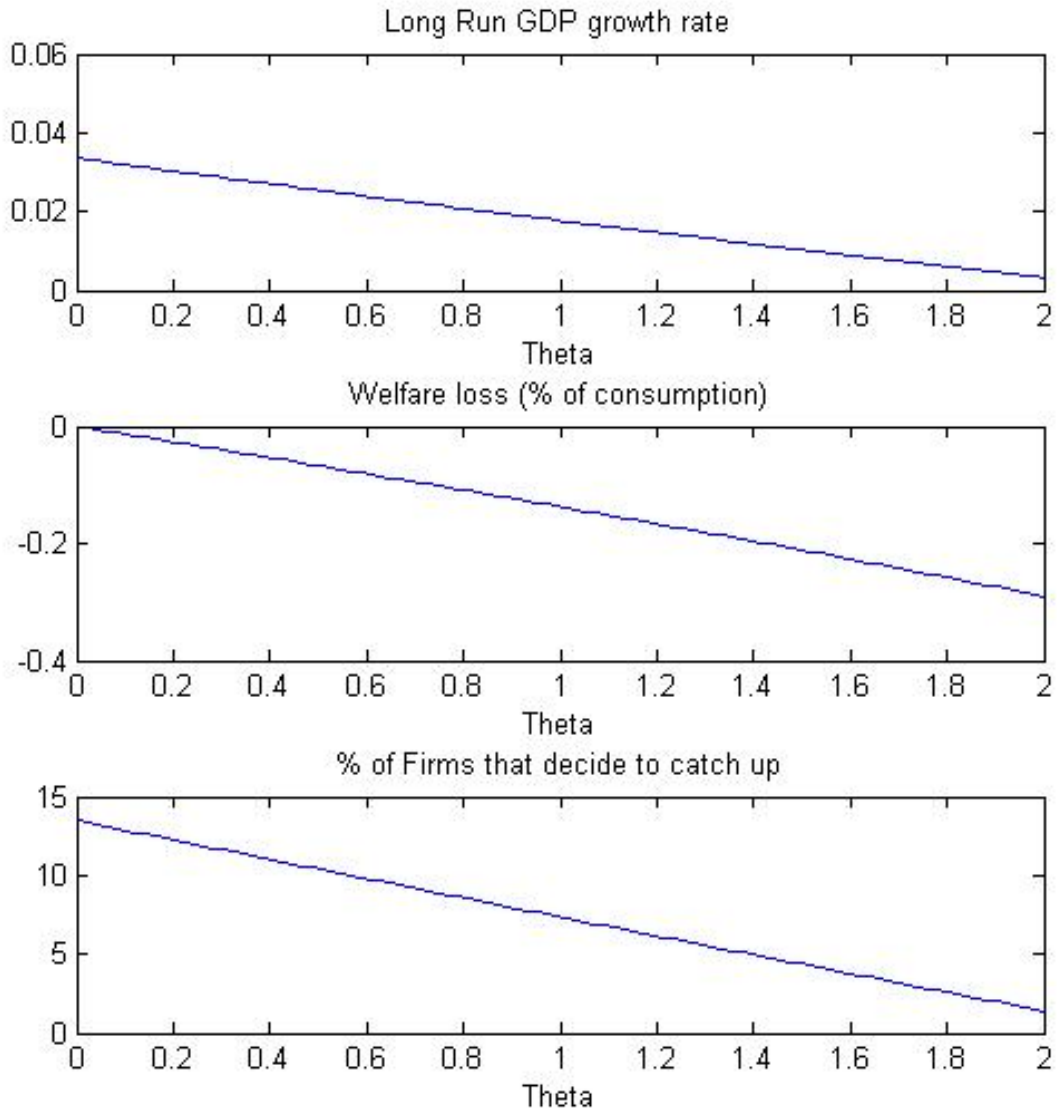 Long Run GDP growth rate
0.06
0.04
0.02
0
0 0.2 0.4 0.6 0.8 1 1.2 1.4 1.6 1.8 2
Theta
Welfare loss (% of consumption)
0
-0.2
-0.4
0 0.2 0.4 0.6 0.8 1 1.2 1.4 1.6 1.8 2
Theta
% of Firms that decide to catch up
15
10
5
0
0 0.2 0.4 0.6 0.8 1 1.2 1.4 1.6 1.8 2
Theta